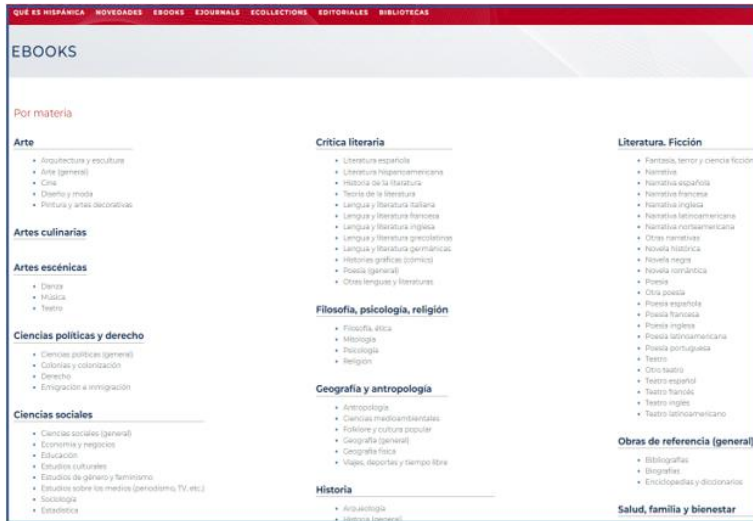 QUÉ ES HISPÁNICA NOVEDADES EBOOKS EJOURNALS ECOLLECTIONS EDITORIALES BIBLIOTECAS
EBOOKS
Por materia
Arte
Arquitectura y escultura
Arte (general)
Cine
Diseño y moda
Pintura y artes decorativas
Artes culinarias
Artes escénicas
Danza
Música
Teatro
Ciencias políticas y derecho
Ciencias políticas (general)
Colonias y colonización
Derecho
Emigración e inmigración
Ciencias sociales
Ciencias sociales (general)
Economía y negocios
Educación
Estudios culturales
Estudios de género y feminismo
Estudios sobre los medios (periodismo, TV, etc.)
Sociología
Estadística
Crítica literaria
Literatura española
Literatura hispanoamericana
Historia de la literatura
Teoría de la literatura
Lengua y literatura italiana
Lengua y literatura francesa
Lengua y literatura inglesa
Lengua y literatura grecolatinas
Lengua y literatura germánicas
Historias gráficas (cómics)
Poesía (general)
Otras lenguas y literaturas
Filosofía, psicología, religión
Filosofía, ética
Mitología
Psicología
Religión
Geografía y antropología
Antropología
Ciencias medioambientales
Folklore y cultura popular
Geografía (general)
Geografía física
Viajes, deportes y tiempo libre
Historia
Arqueología
Historia (general)
Literatura. Ficción
Fantasía, terror y ciencia ficción
Narrativa
Narrativa española
Narrativa francesa
Narrativa inglesa
Narrativa latinoamericana
Narrativa norteamericana
Otras narrativas
Novela histórica
Novela negra
Novela romántica
Poesía
Otra poesía
Poesía española
Poesía francesa
Poesía inglesa
Poesía latinoamericana
Poesía portuguesa
Teatro
Otro teatro
Teatro español
Teatro francés
Teatro inglés
Teatro latinoamericano
Obras de referencia (general)
Bibliografías
Biografías
Enciclopedias y diccionarios
Salud, familia y bienestar